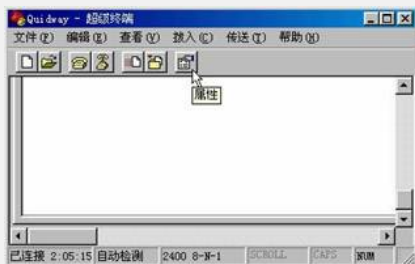 Quidway - 超级终端
文件(F) 编辑(E) 查看(V) 拨入(C) 传送(T) 帮助(H)
属性
已连接 2:05:15 自动检测 2400 8-N-1 SCROLL CAPS NUM